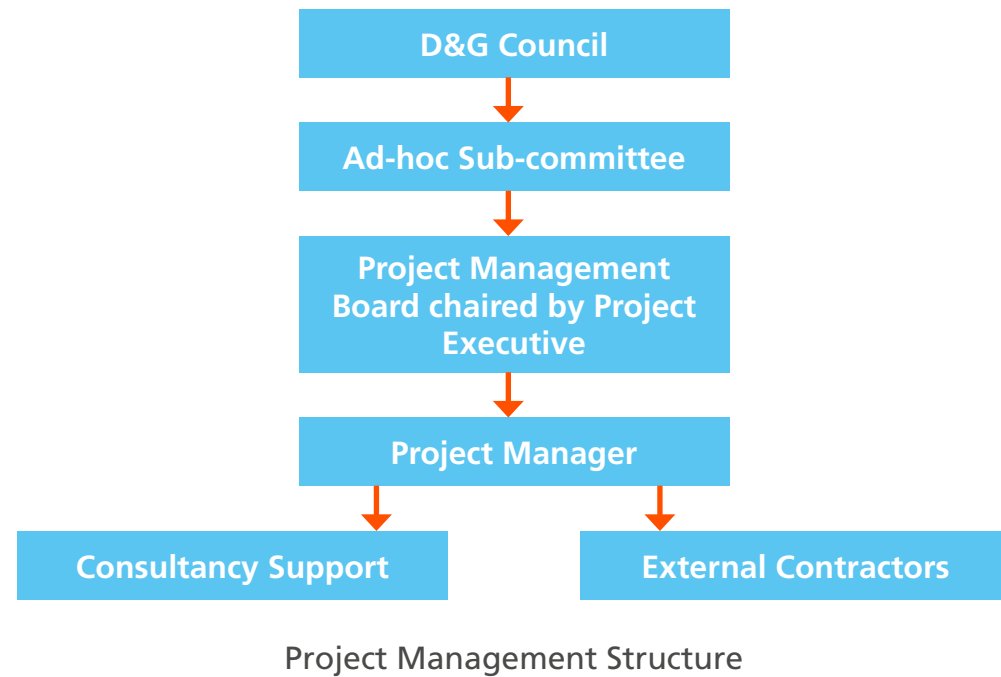 D&G Council
Ad-hoc Sub-committee
Project Management
Board chaired by Project
Executive
Project Manager
Consultancy Support
External Contractors
Project Management Structure